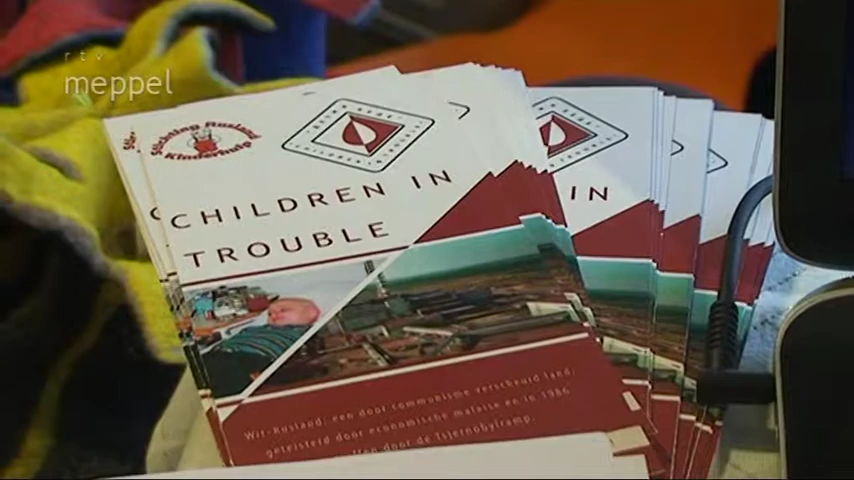 rtv
meppel
Stichting Rusland
Kinderhulp
CHILDREN IN
TROUBLE
IN
Wit-Rusland: een door communisme verscheurd land,
geteisterd door economische malaise en in 1986
door de Tsjernobylramp.